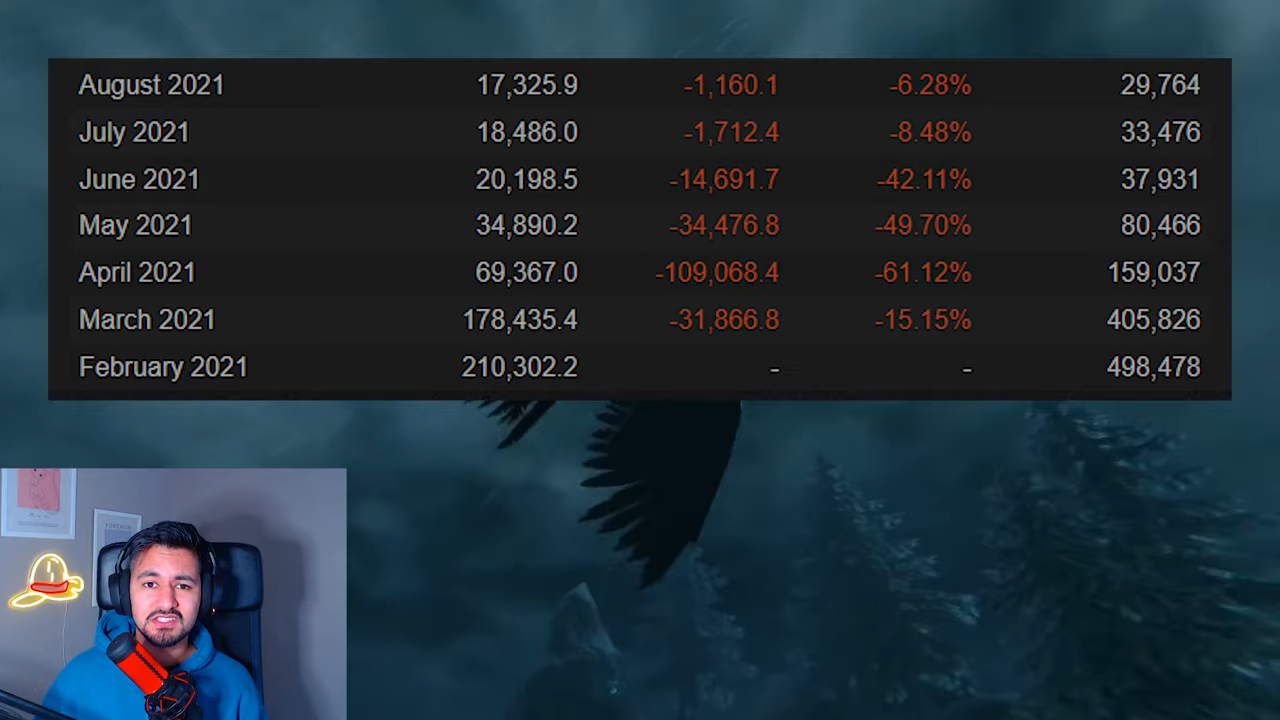 August 2021 17,325.9 -1,160.1 -6.28% 29,764
July 2021 18,486.0 -1,712.4 -8.48% 33,476
June 2021 20,198.5 -14,691.7 -42.11% 37,931
May 2021 34,890.2 -34,476.8 -49.70% 80,466
April 2021 69,367.0 -109,068.4 -61.12% 159,037
March 2021 178,435.4 -31,866.8 -15.15% 405,826
February 2021 210,302.2 - - 498,478